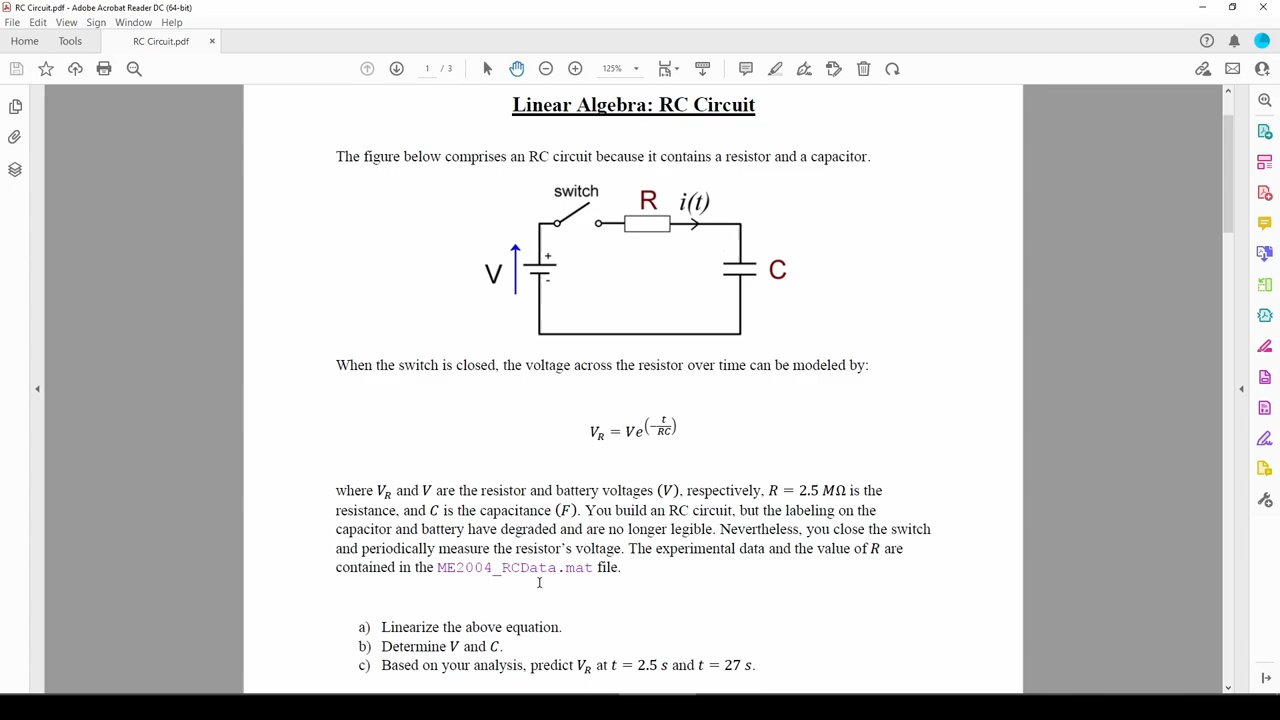 RC Circuit.pdf - Adobe Acrobat Reader DC (64-bit)
File Edit View Sign Window Help
Home Tools RC Circuit.pdf ×
1 / 3 125%
Linear Algebra: RC Circuit
The figure below comprises an RC circuit because it contains a resistor and a capacitor.
switch
R i(t)
V + - C
When the switch is closed, the voltage across the resistor over time can be modeled by:
V_R = Ve^(-t/RC)
where V_R and V are the resistor and battery voltages (V), respectively, R = 2.5 MΩ is the
resistance, and C is the capacitance (F). You build an RC circuit, but the labeling on the
capacitor and battery have degraded and are no longer legible. Nevertheless, you close the switch
and periodically measure the resistor's voltage. The experimental data and the value of R are
contained in the ME2004_RCData.mat file.
a) Linearize the above equation.
b) Determine V and C.
c) Based on your analysis, predict V_R at t = 2.5 s and t = 27 s.